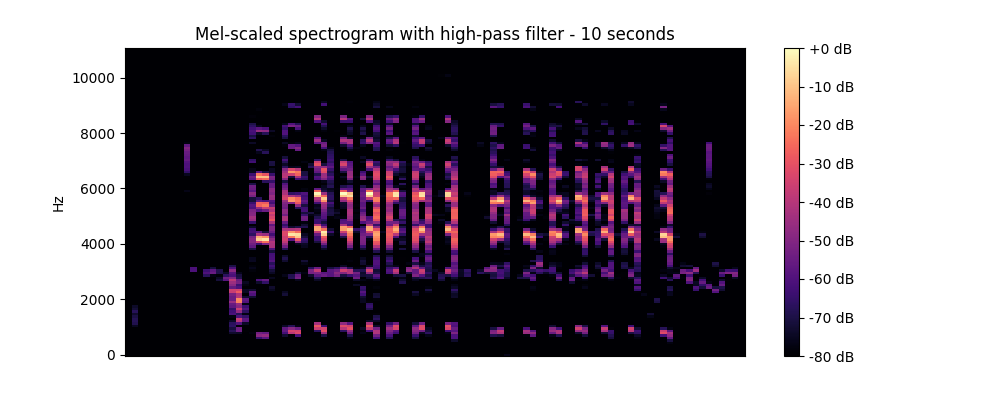 Mel-scaled spectrogram with high-pass filter - 10 seconds
Hz
10000
8000
6000
4000
2000
0
+0 dB
-10 dB
-20 dB
-30 dB
-40 dB
-50 dB
-60 dB
-70 dB
-80 dB